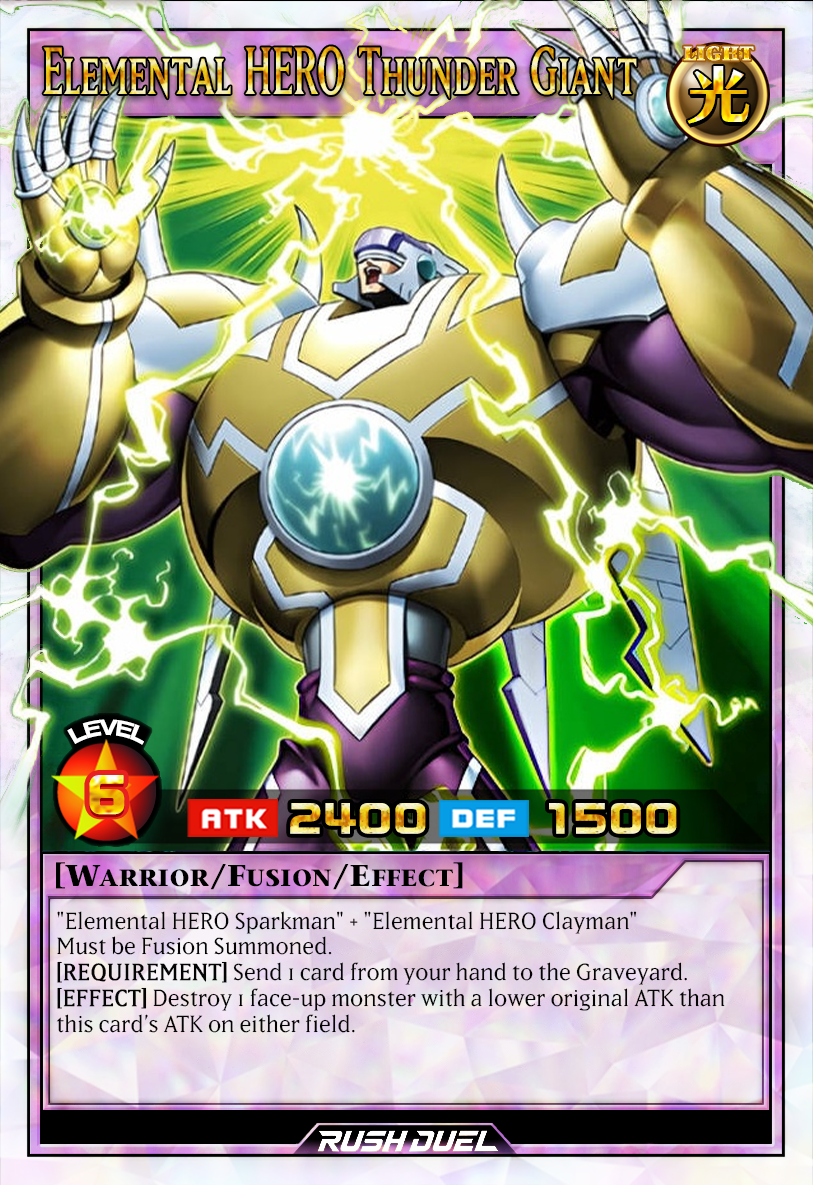 Elemental HERO Thunder Giant
LIGHT
光
LEVEL
6
ATK 2400 DEF 1500
[Warrior/Fusion/Effect]
"Elemental HERO Sparkman" + "Elemental HERO Clayman"
Must be Fusion Summoned.
[REQUIREMENT] Send 1 card from your hand to the Graveyard.
[EFFECT] Destroy 1 face-up monster with a lower original ATK than
this card's ATK on either field.
RUSH DUEL